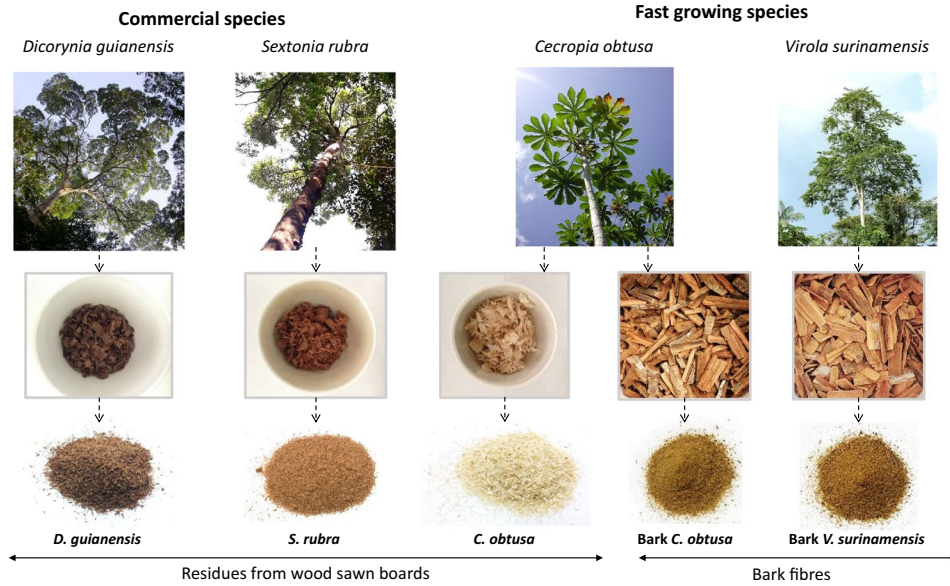 Commercial species
Fast growing species
Dicorynia guianensis
Sextonia rubra
Cecropia obtusa
Virola surinamensis
D. guianensis
S. rubra
C. obtusa
Bark C. obtusa
Bark V. surinamensis
Residues from wood sawn boards
Bark fibres